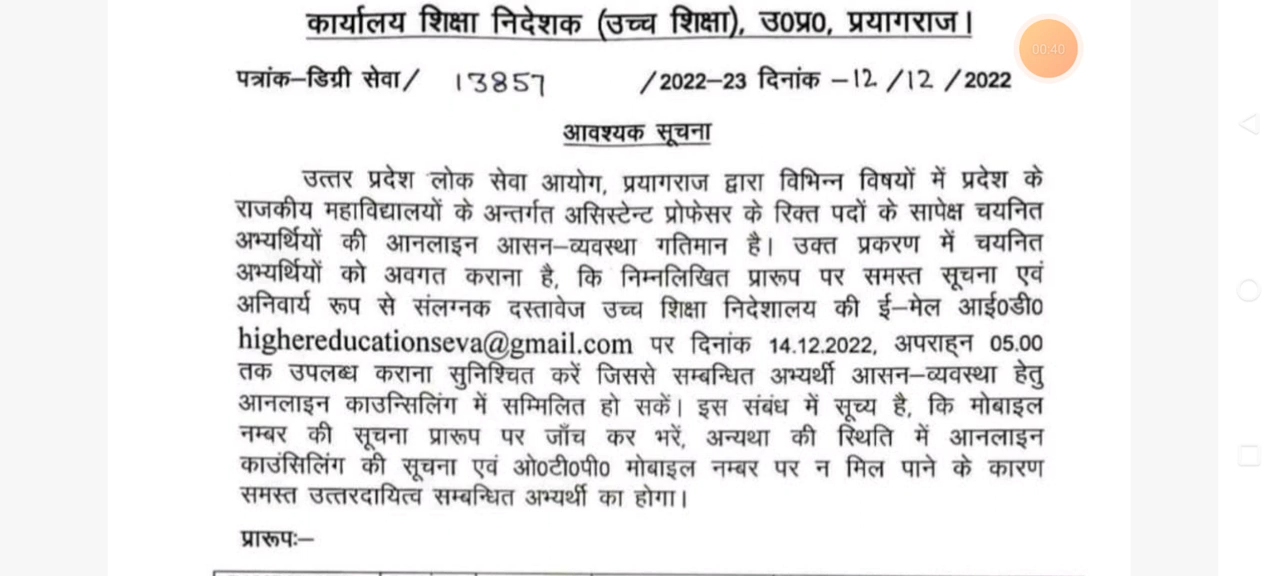 कार्यालय शिक्षा निदेशक (उच्च शिक्षा), उ0प्र0, प्रयागराज।
00:40
पत्रांक–डिग्री सेवा/ 13857 /2022–23 दिनांक –12/12/2022
आवश्यक सूचना
उत्तर प्रदेश लोक सेवा आयोग, प्रयागराज द्वारा विभिन्न विषयों में प्रदेश के
राजकीय महाविद्यालयों के अन्तर्गत असिस्टेन्ट प्रोफेसर के रिक्त पदों के सापेक्ष चयनित
अभ्यर्थियों की आनलाइन आसन–व्यवस्था गतिमान है। उक्त प्रकरण में चयनित
अभ्यर्थियों को अवगत कराना है, कि निम्नलिखित प्रारूप पर समस्त सूचना एवं
अनिवार्य रूप से संलग्नक दस्तावेज उच्च शिक्षा निदेशालय की ई–मेल आई0डी0
highereducationseva@gmail.com पर दिनांक 14.12.2022, अपराह्न 05.00
तक उपलब्ध कराना सुनिश्चित करें जिससे सम्बन्धित अभ्यर्थी आसन–व्यवस्था हेतु
आनलाइन काउन्सिलिंग में सम्मिलित हो सकें। इस संबंध में सूच्य है, कि मोबाइल
नम्बर की सूचना प्रारूप पर जाँच कर भरें, अन्यथा की स्थिति में आनलाइन
काउंसिलिंग की सूचना एवं ओ0टी0पी0 मोबाइल नम्बर पर न मिल पाने के कारण
समस्त उत्तरदायित्व सम्बन्धित अभ्यर्थी का होगा।
प्रारूपः–